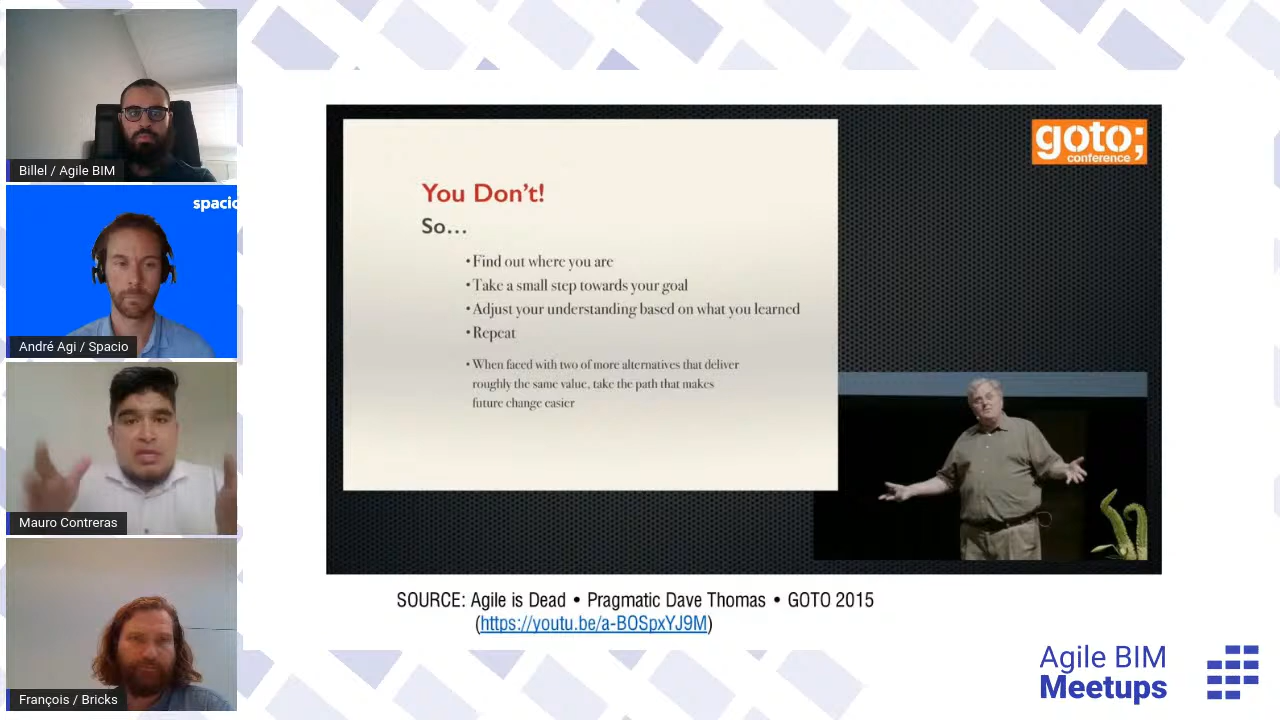 Billel / Agile BIM
spacio
André Agi / Spacio
Mauro Contreras
François / Bricks
goto;
conference
You Don't!
So...
•Find out where you are
•Take a small step towards your goal
•Adjust your understanding based on what you learned
•Repeat
•When faced with two of more alternatives that deliver
roughly the same value, take the path that makes
future change easier
SOURCE: Agile is Dead • Pragmatic Dave Thomas • GOTO 2015
(https://youtu.be/a-BOSpxYJ9M)
Agile BIM
Meetups